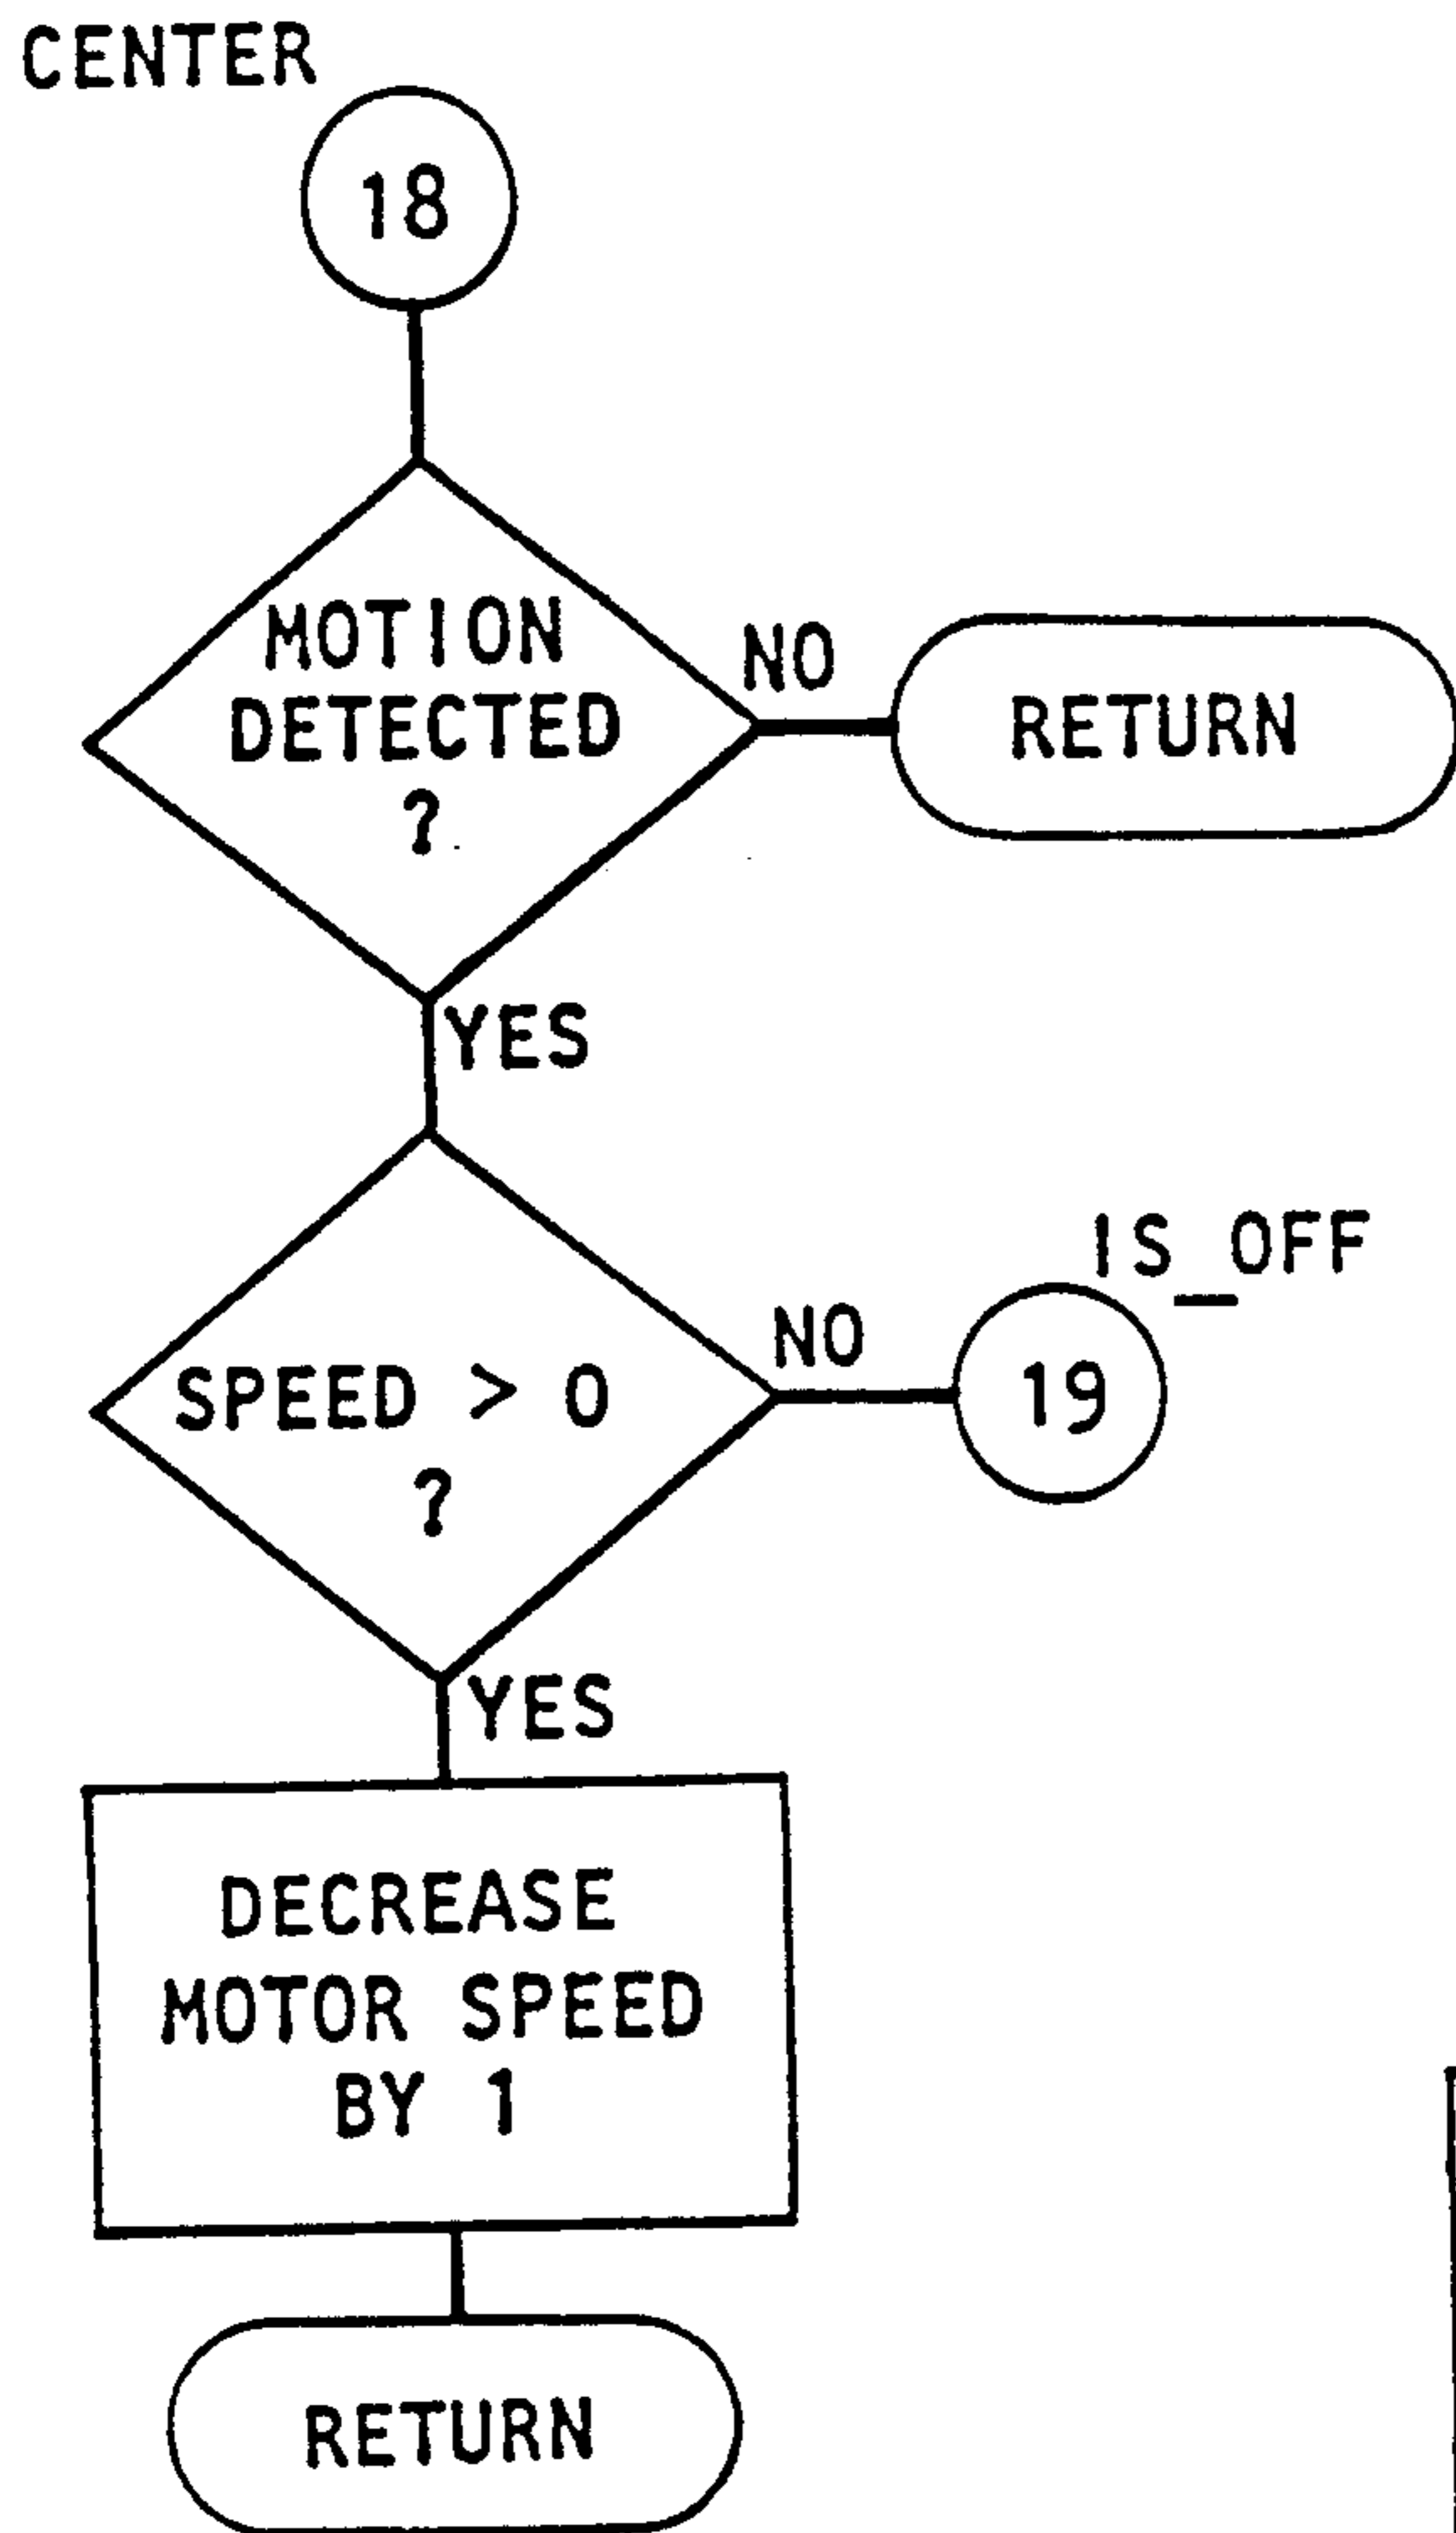 CENTER
18
MOTION
DETECTED
?
NO
RETURN
YES
IS_OFF
SPEED > 0
?
NO
19
YES
DECREASE
MOTOR SPEED
BY 1
RETURN